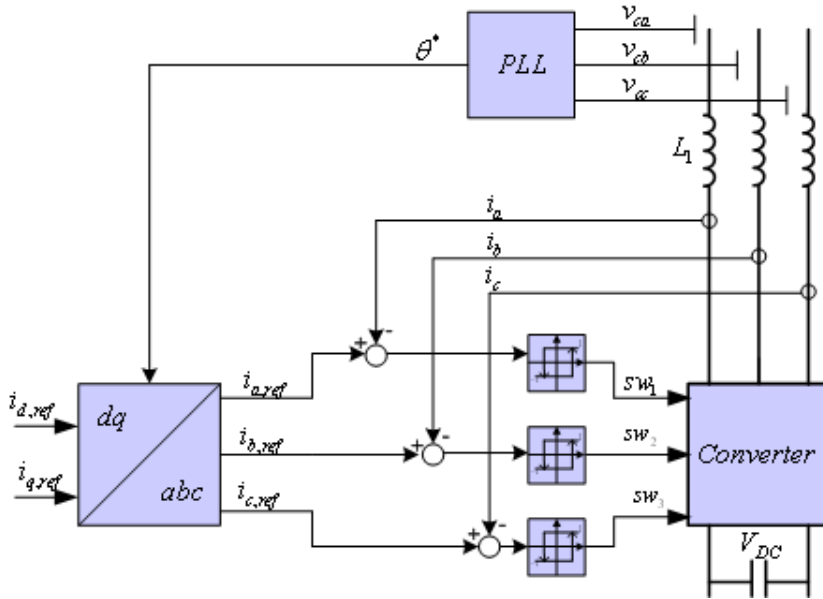 v_ca
θ*
PLL
v_cb
v_cc
L_1
i_a
i_b
i_c
+
-
i_a,ref
sw_1
i_d,ref
dq
+
-
i_b,ref
sw_2
Converter
i_q,ref
abc
i_c,ref
+
-
sw_3
V_DC